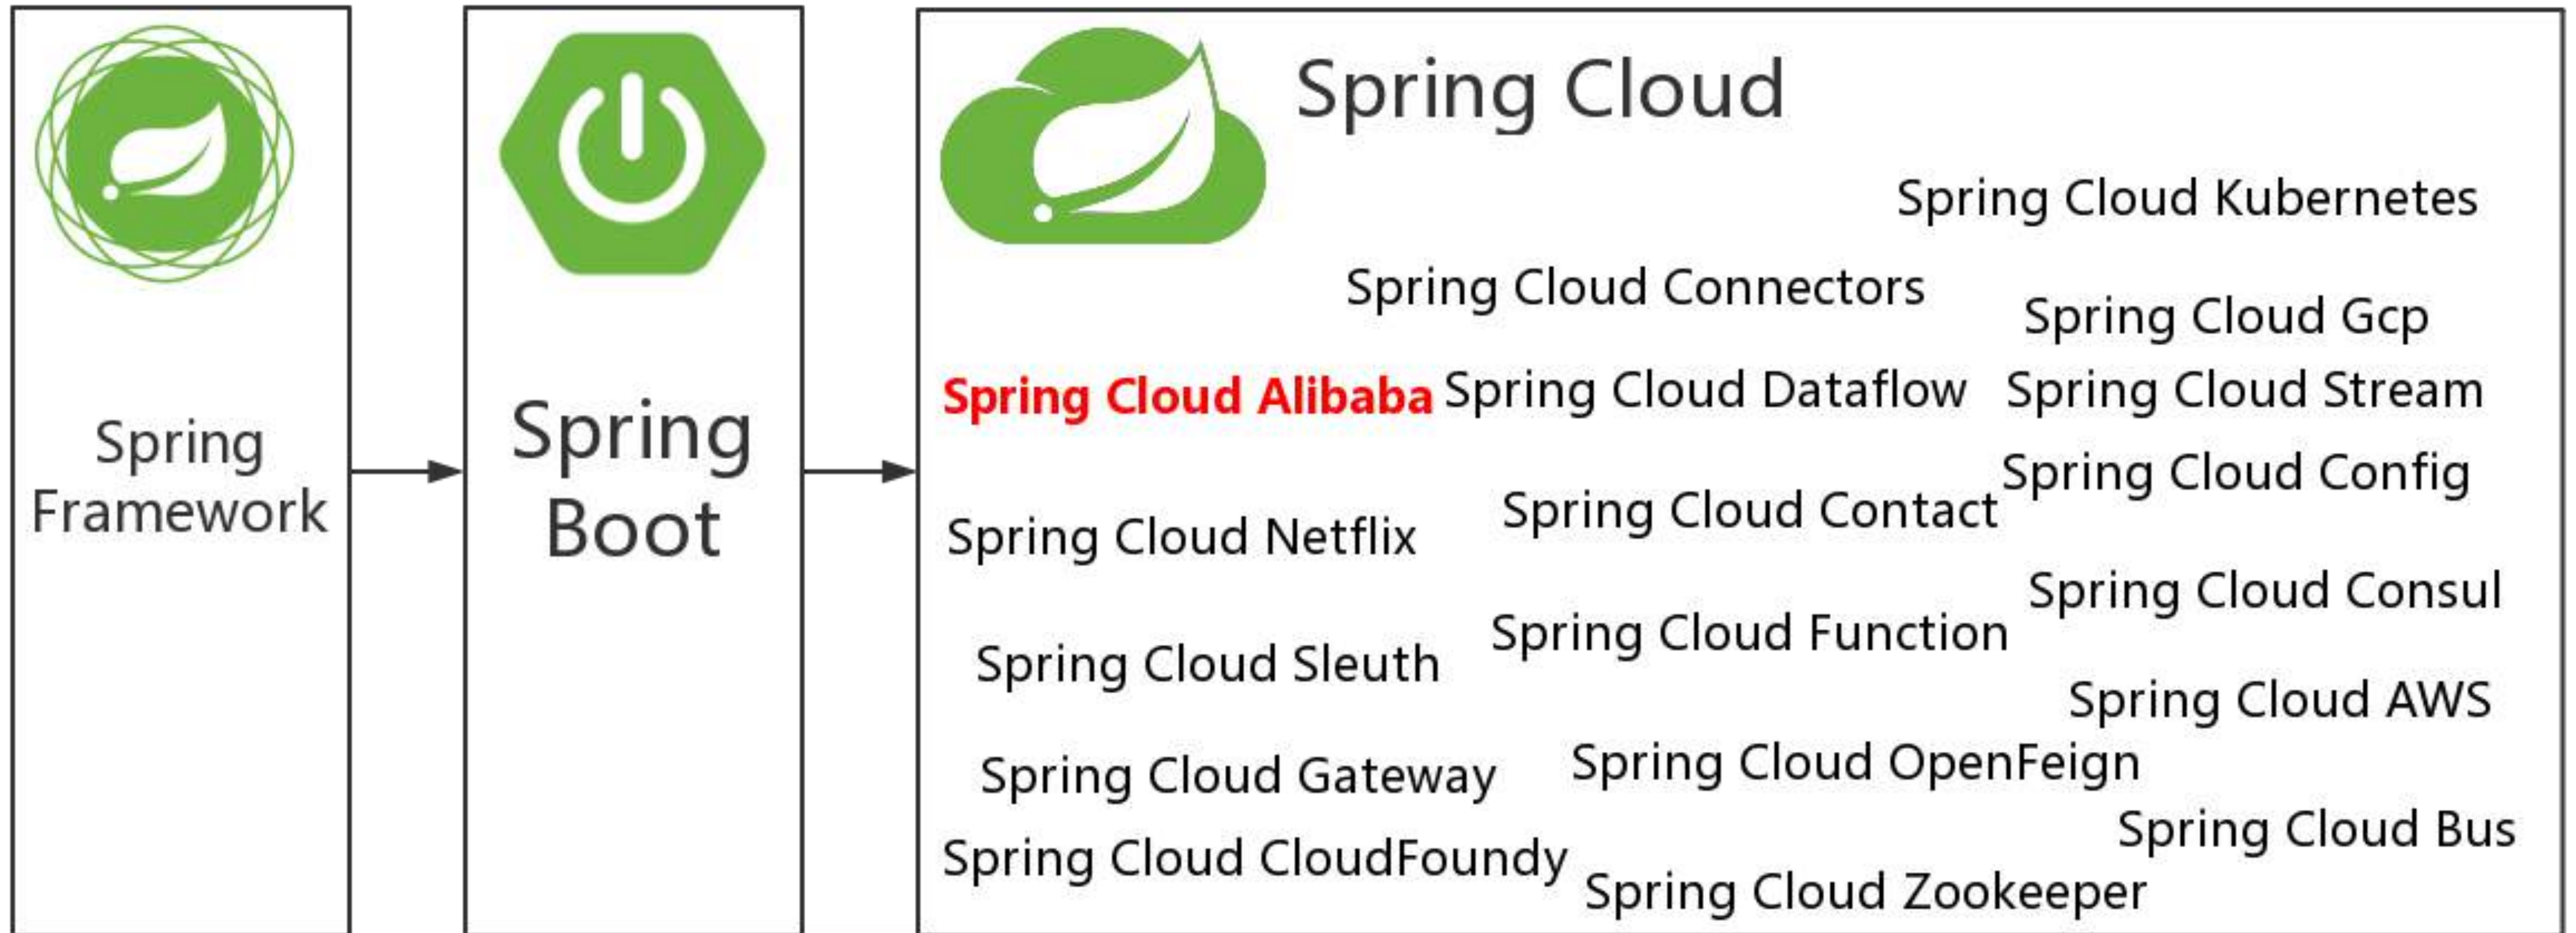 Spring
Framework
Spring
Boot
Spring Cloud
Spring Cloud Kubernetes
Spring Cloud Connectors
Spring Cloud Gcp
Spring Cloud Alibaba
Spring Cloud Dataflow
Spring Cloud Stream
Spring Cloud Config
Spring Cloud Contact
Spring Cloud Netflix
Spring Cloud Consul
Spring Cloud Function
Spring Cloud Sleuth
Spring Cloud AWS
Spring Cloud OpenFeign
Spring Cloud Gateway
Spring Cloud Bus
Spring Cloud CloudFoundy
Spring Cloud Zookeeper